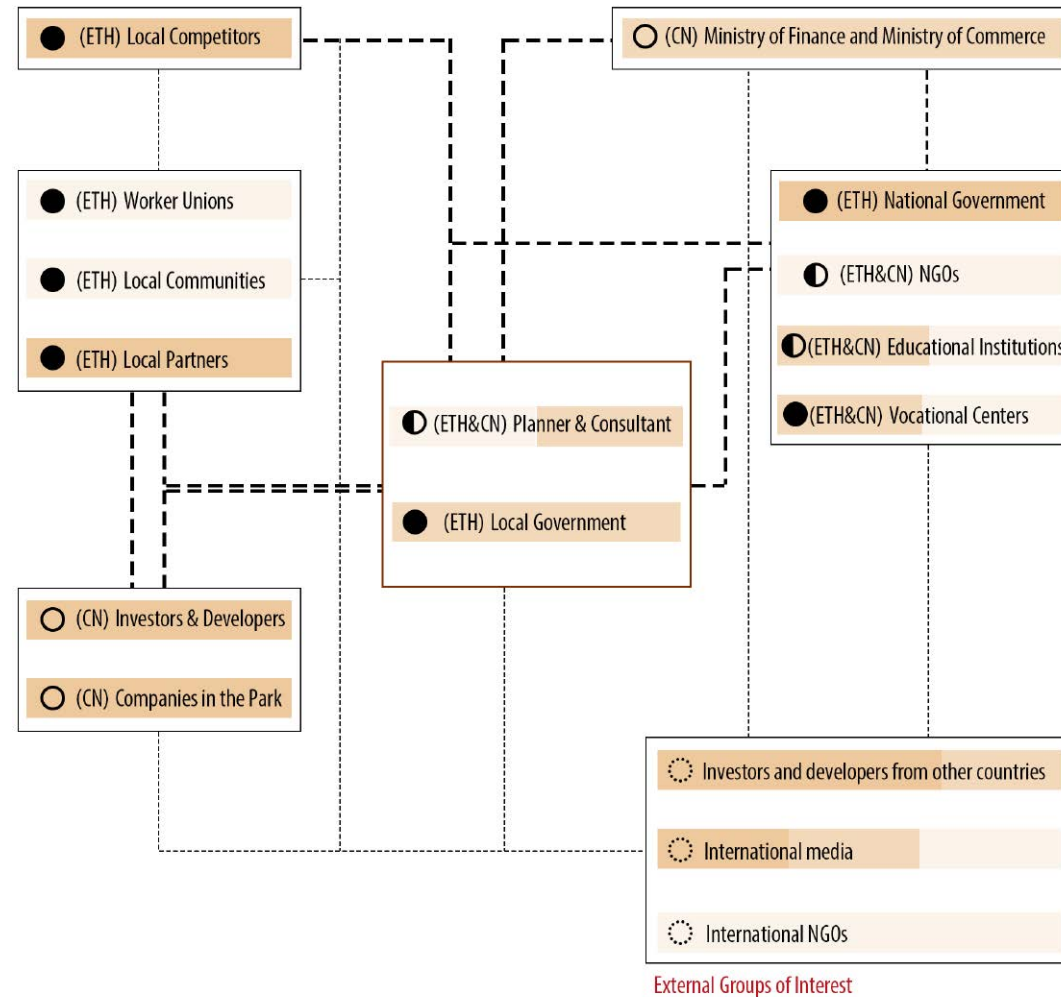 (ETH) Local Competitors
(CN) Ministry of Finance and Ministry of Commerce
(ETH) Worker Unions
(ETH) Local Communities
(ETH) Local Partners
(ETH) National Government
(ETH&CN) NGOs
(ETH&CN) Educational Institutions
(ETH&CN) Vocational Centers
(ETH&CN) Planner & Consultant
(ETH) Local Government
(CN) Investors & Developers
(CN) Companies in the Park
Investors and developers from other countries
International media
International NGOs
External Groups of Interest